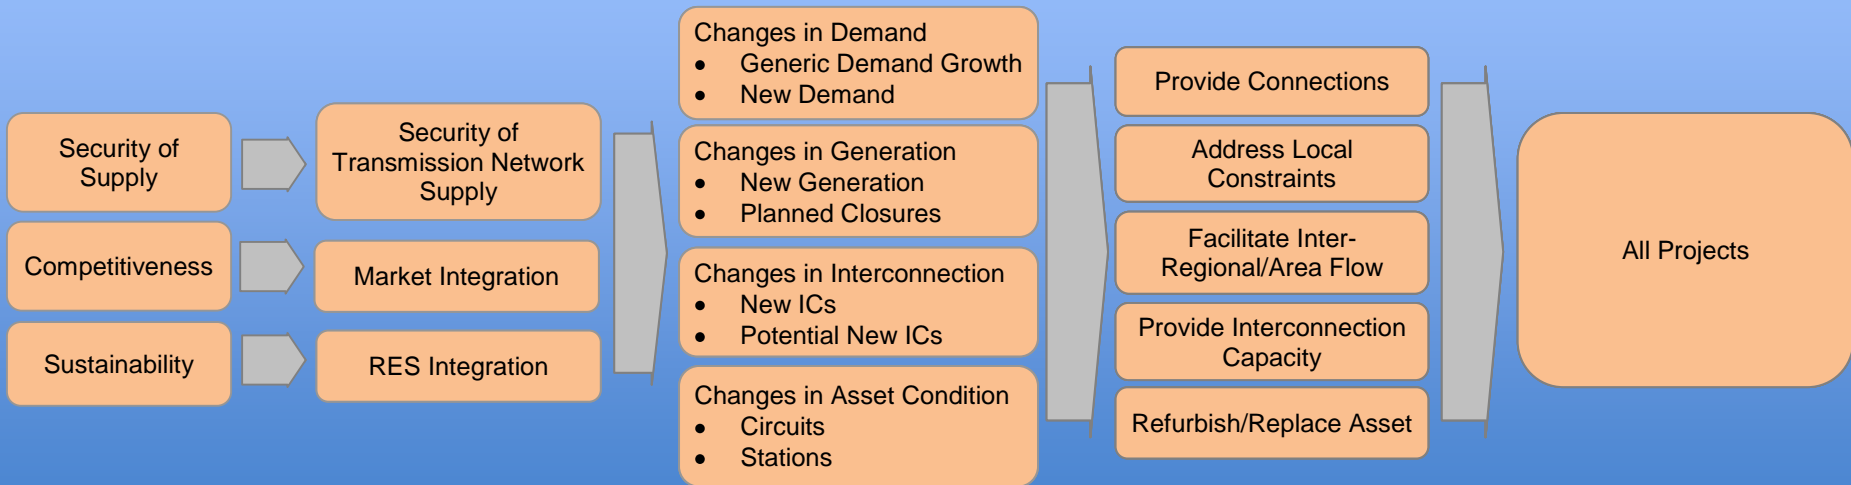 Security of
Supply
Competitiveness
Sustainability
Security of
Transmission Network
Supply
Market Integration
RES Integration
Changes in Demand
• Generic Demand Growth
• New Demand
Changes in Generation
• New Generation
• Planned Closures
Changes in Interconnection
• New ICs
• Potential New ICs
Changes in Asset Condition
• Circuits
• Stations
Provide Connections
Address Local
Constraints
Facilitate Inter-
Regional/Area Flow
Provide Interconnection
Capacity
Refurbish/Replace Asset
All Projects